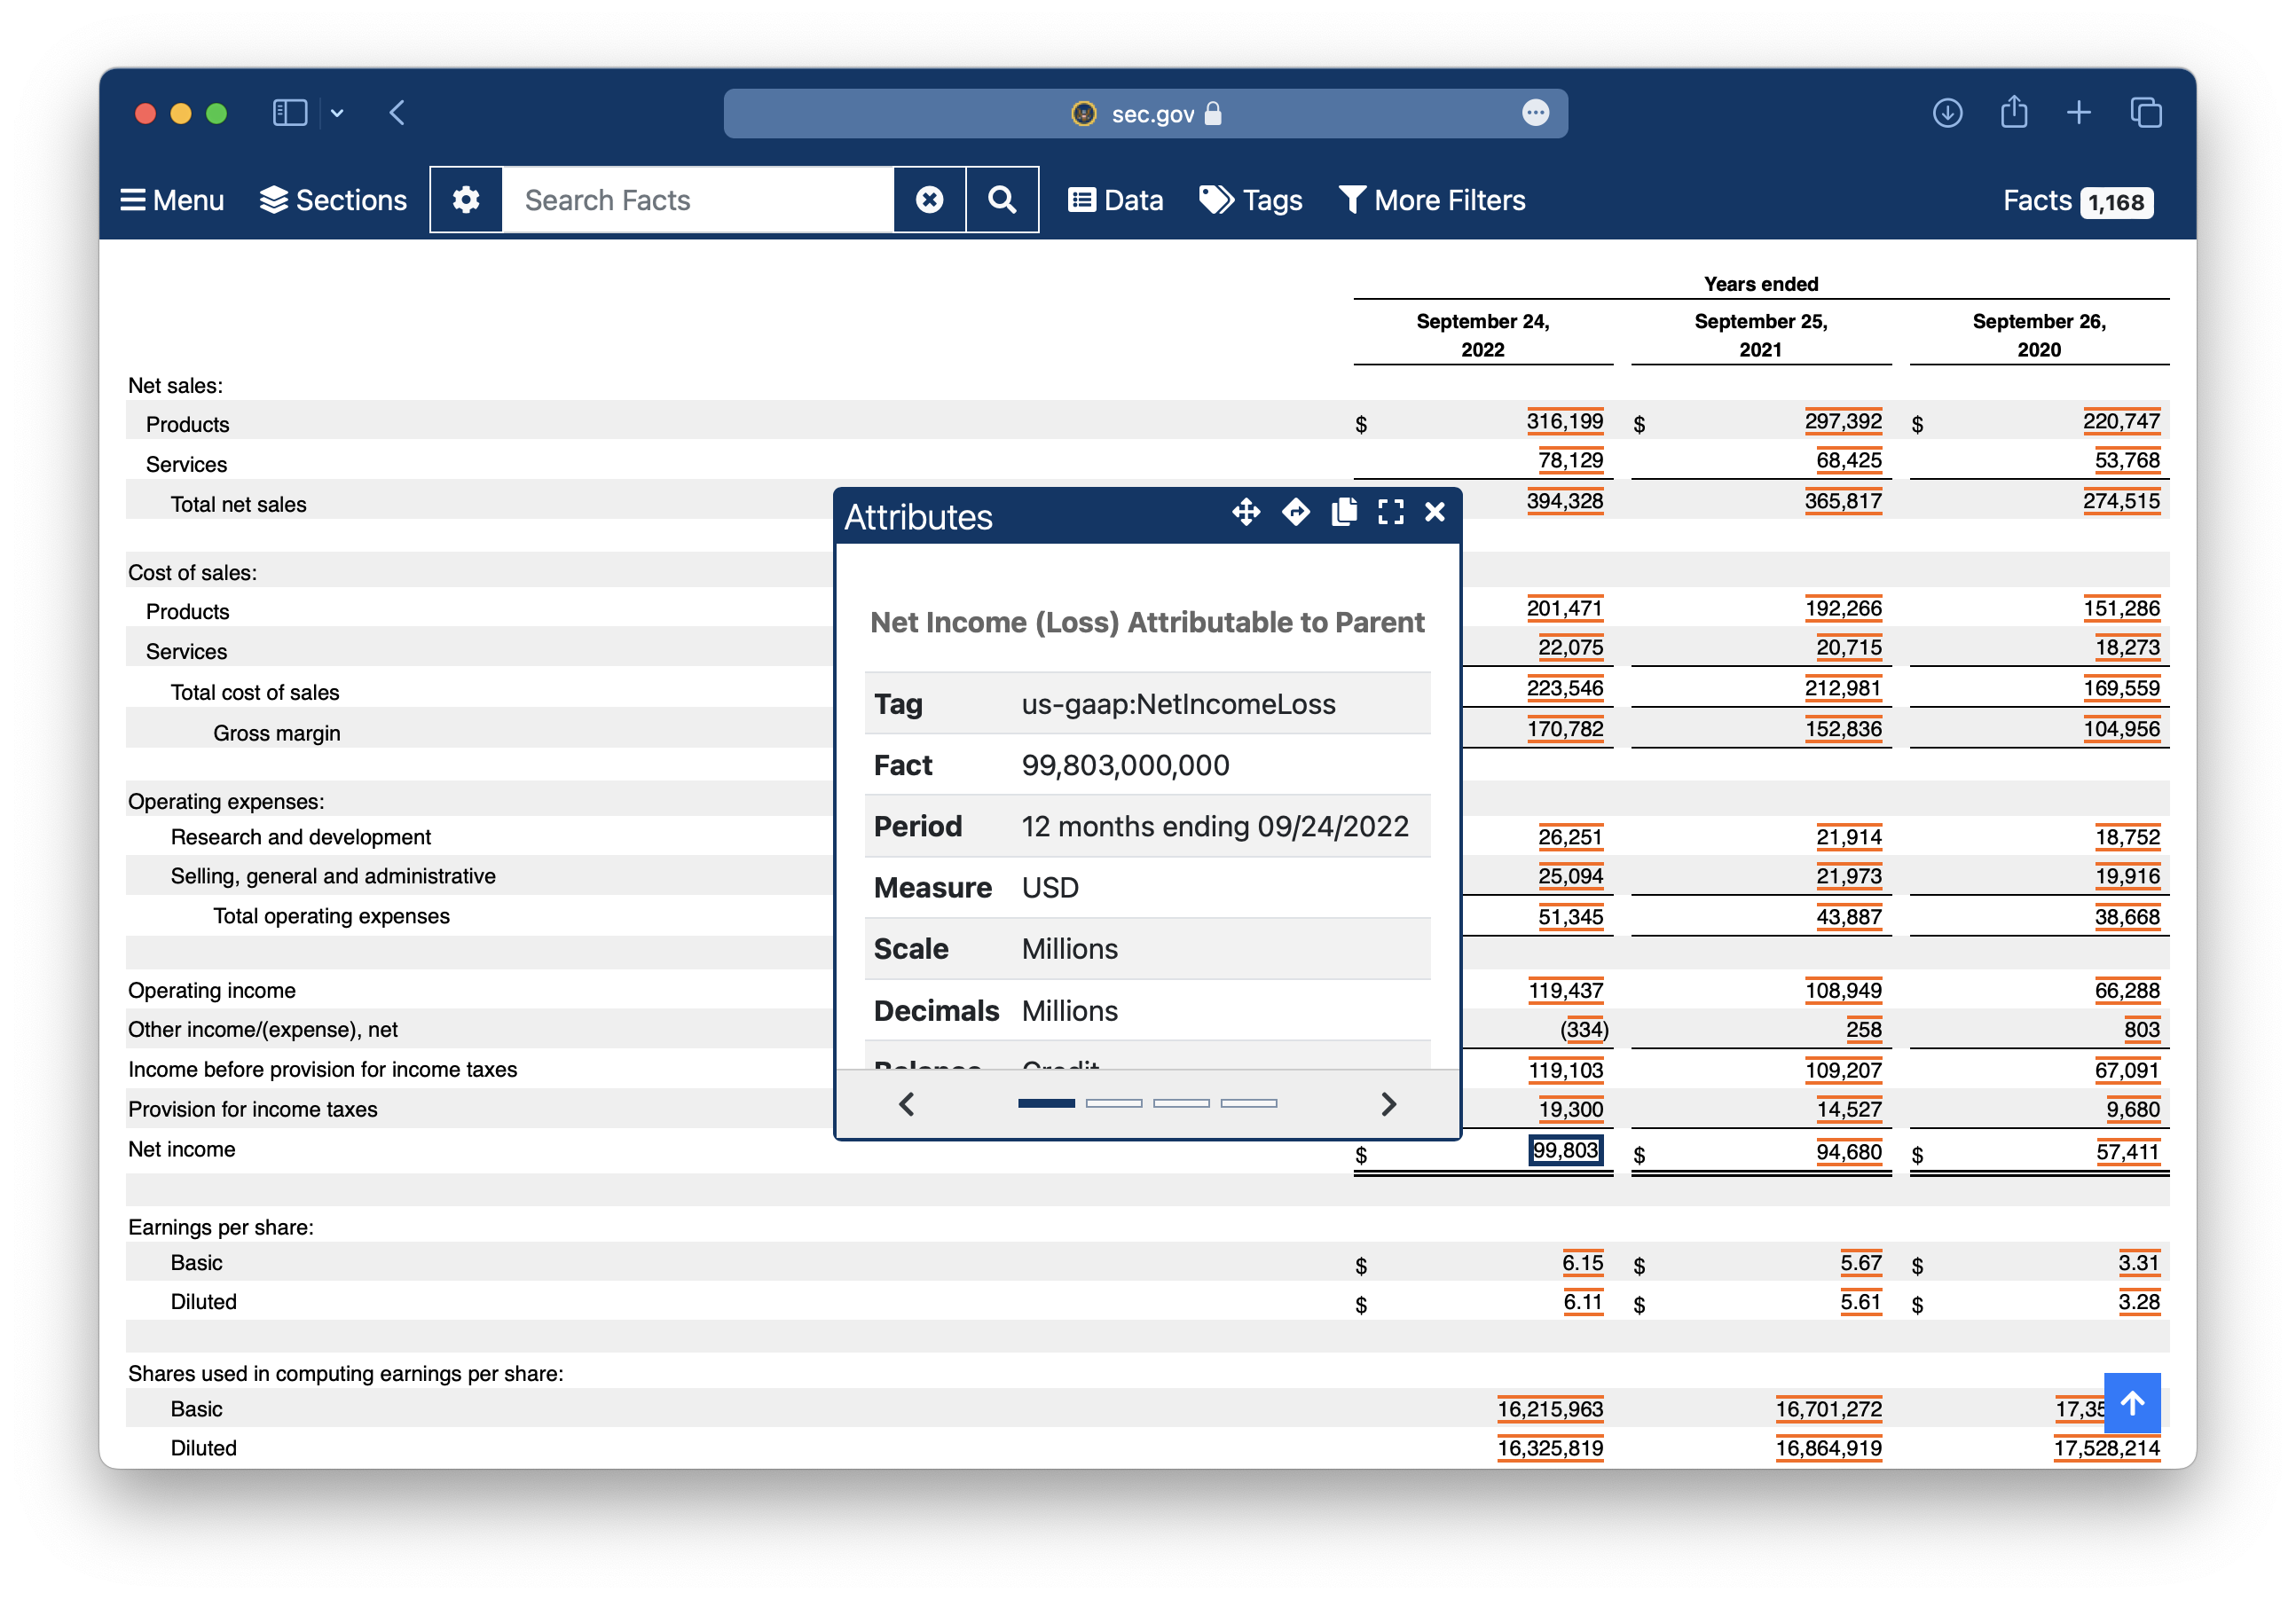 sec.gov
Menu Sections Search Facts Data Tags More Filters Facts 1,168
Years ended
September 24, 2022 September 25, 2021 September 26, 2020
Net sales:
Products $ 316,199 $ 297,392 $ 220,747
Services 78,129 68,425 53,768
Total net sales 394,328 365,817 274,515
Cost of sales:
Products 201,471 192,266 151,286
Services 22,075 20,715 18,273
Total cost of sales 223,546 212,981 169,559
Gross margin 170,782 152,836 104,956
Operating expenses:
Research and development 26,251 21,914 18,752
Selling, general and administrative 25,094 21,973 19,916
Total operating expenses 51,345 43,887 38,668
Operating income 119,437 108,949 66,288
Other income/(expense), net (334) 258 803
Income before provision for income taxes 119,103 109,207 67,091
Provision for income taxes 19,300 14,527 9,680
Net income $ 99,803 $ 94,680 $ 57,411
Earnings per share:
Basic $ 6.15 $ 5.67 $ 3.31
Diluted $ 6.11 $ 5.61 $ 3.28
Shares used in computing earnings per share:
Basic 16,215,963 16,701,272
Diluted 16,325,819 16,864,919 17,528,214
Attributes
Net Income (Loss) Attributable to Parent
Tag us-gaap:NetIncomeLoss
Fact 99,803,000,000
Period 12 months ending 09/24/2022
Measure USD
Scale Millions
Decimals Millions
Balance Credit